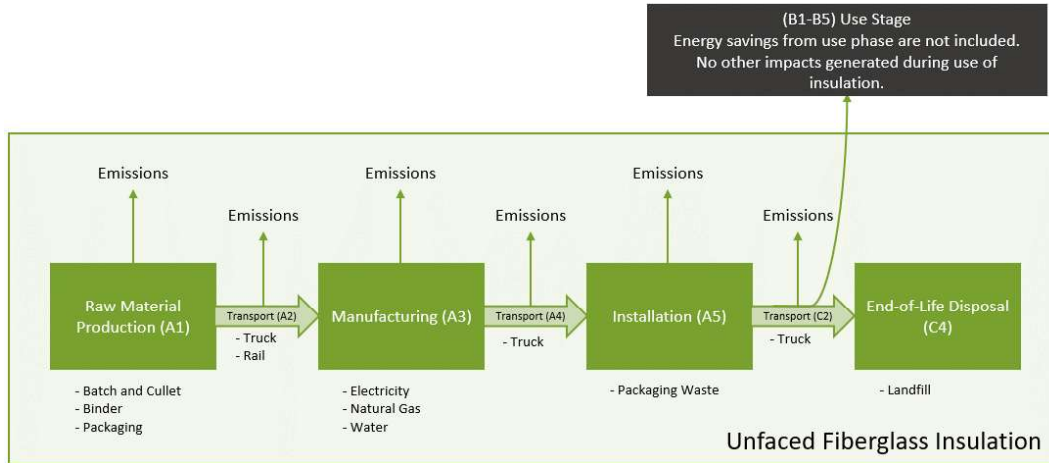 (B1-B5) Use Stage
Energy savings from use phase are not included.
No other impacts generated during use of
insulation.
Emissions
Emissions
Emissions
Emissions
Emissions
Emissions
Raw Material
Production (A1)
Transport (A2)
- Truck
- Rail
Manufacturing (A3)
Transport (A4)
- Truck
Installation (A5)
Transport (C2)
- Truck
End-of-Life Disposal
(C4)
- Batch and Cullet
- Binder
- Packaging
- Electricity
- Natural Gas
- Water
- Packaging Waste
- Landfill
Unfaced Fiberglass Insulation